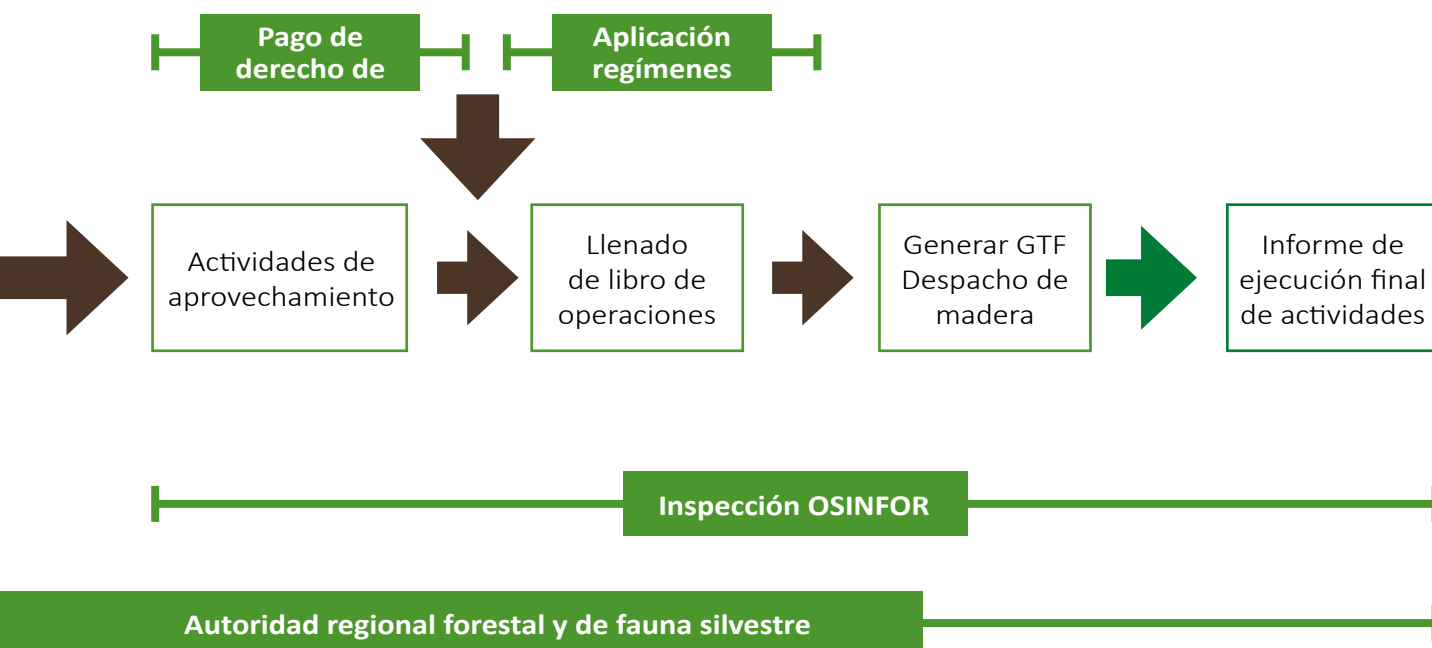 Pago de
derecho de
Aplicación
regímenes
Actividades de
aprovechamiento
Llenado
de libro de
operaciones
Generar GTF
Despacho de
madera
Informe de
ejecución final
de actividades
Inspección OSINFOR
Autoridad regional forestal y de fauna silvestre